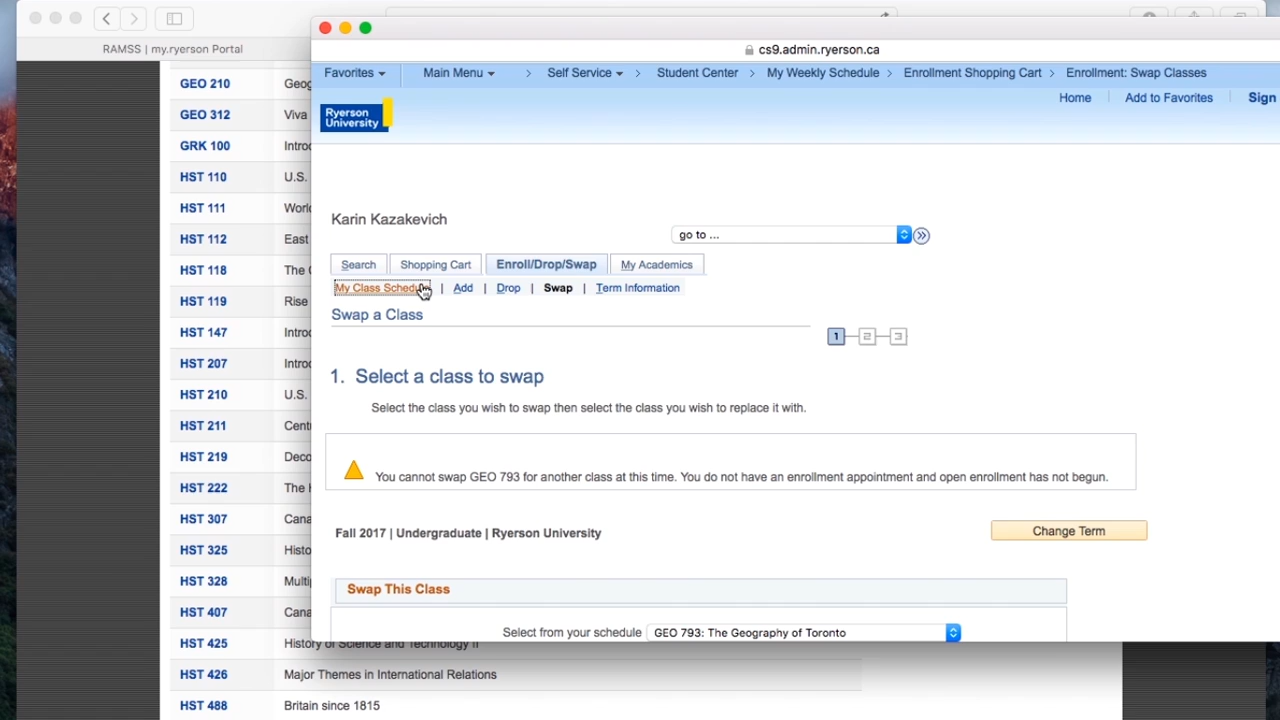 cs9.admin.ryerson.ca
RAMSS | my.ryerson Portal
Favorites Main Menu > Self Service > Student Center > My Weekly Schedule > Enrollment Shopping Cart > Enrollment: Swap Classes
Home Add to Favorites Sign
Ryerson
University
Karin Kazakevich
go to ...
Search Shopping Cart Enroll/Drop/Swap My Academics
My Class | Add | Drop | Swap | Term Information
Swap a Class
1 2 3
1. Select a class to swap
Select the class you wish to swap then select the class you wish to replace it with.
You cannot swap GEO 793 for another class at this time. You do not have an enrollment appointment and open enrollment has not begun.
Fall 2017 | Undergraduate | Ryerson University
Change Term
Swap This Class
Select from your schedule GEO 793: The Geography of Toronto
GEO 210
GEO 312 Viva
GRK 100
HST 110 U.S.
HST 111
HST 112 East
HST 118
HST 119 Rise
HST 147
HST 207
HST 210 U.S.
HST 211
HST 219
HST 222 The
HST 307
HST 325
HST 328
HST 407
HST 425 History of Science and Technology II
HST 426 Major Themes in International Relations
HST 488 Britain since 1815